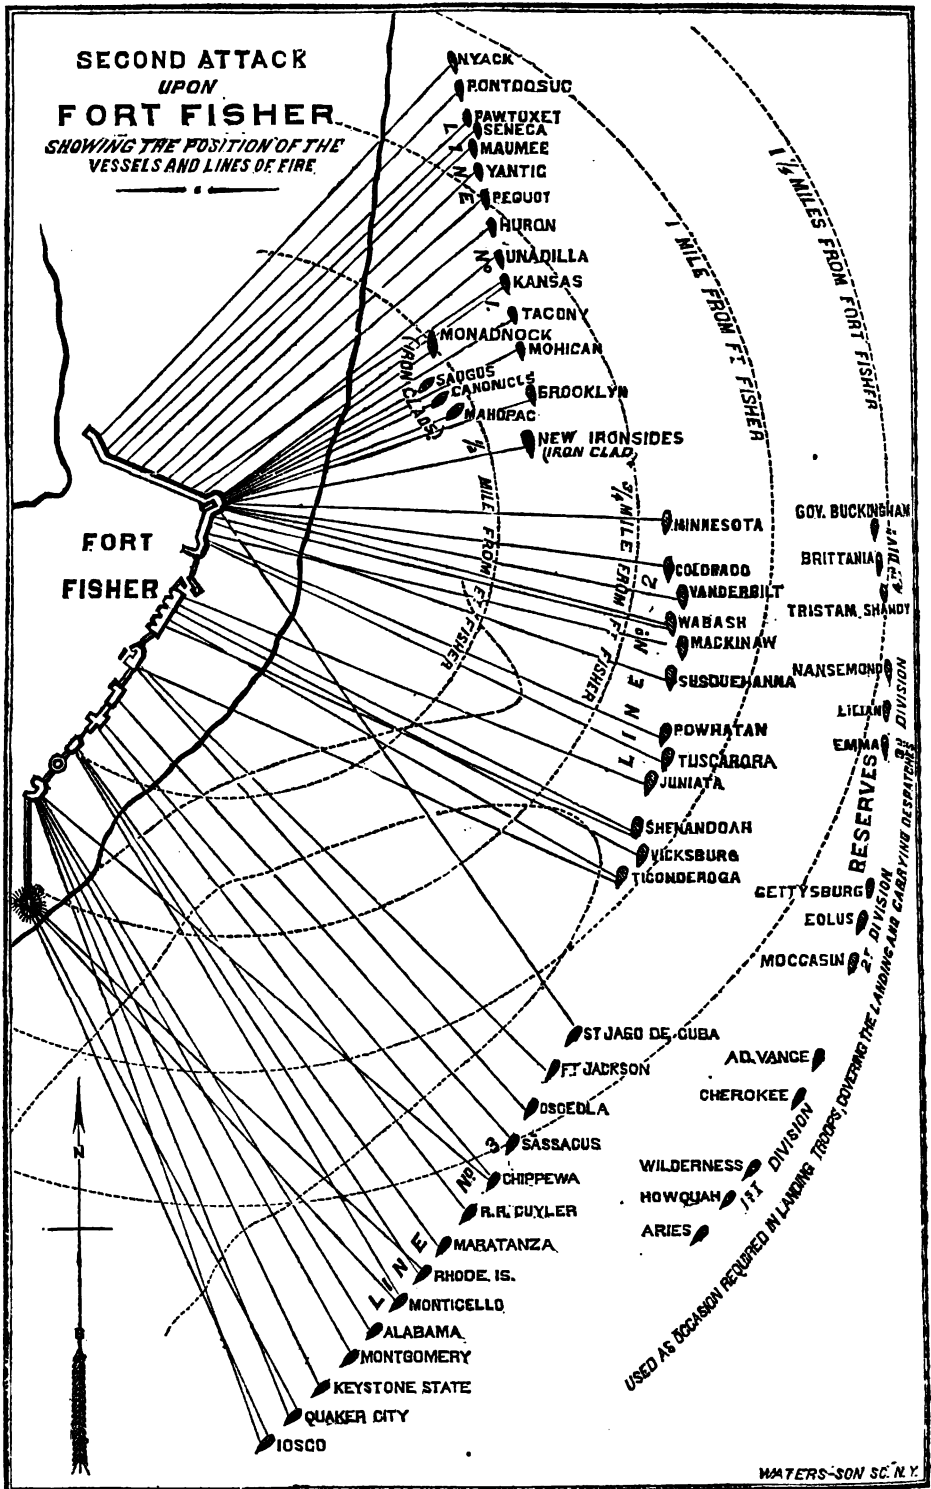 SECOND ATTACK
UPON
FORT FISHER
SHOWING THE POSITION OF THE
VESSELS AND LINES OF FIRE
NYACK
PONTOOSUC
PAWTUXET
SENECA
MAUMEE
YANTIC
PEQUOT
HURON
UNADILLA
KANSAS
TACONY
MONADNOCK
MOHICAN
SAUGUS
CANONICUS
MAHOPAC
BROOKLYN
NEW IRONSIDES
(IRON CLAD)
(IRON CLADS)
LINE No 1.
1/2 MILE FROM FT FISHER
3/4 MILE FROM FT FISHER
1 MILE FROM FT FISHER
1 1/4 MILES FROM FORT FISHER
FORT
FISHER
MINNESOTA
COLORADO
VANDERBILT
WABASH
MACKINAW
SUSQUEHANNA
POWHATAN
TUSCARORA
JUNIATA
SHENANDOAH
VICKSBURG
TICONDEROGA
LINE No 2
GOV. BUCKINGHAM
BRITTANIA
TRISTAM SHANDY
NANSEMOND
LILIAN
EMMA
RESERVES
3D DIVISION
GETTYSBURG
EOLUS
MOCCASIN
2D DIVISION
ST JAGO DE CUBA
FT JACKSON
OSCEOLA
SASSACUS
CHIPPEWA
R.R. CUYLER
MARATANZA
RHODE IS.
MONTICELLO
ALABAMA
MONTGOMERY
KEYSTONE STATE
QUAKER CITY
IOSCO
LINE No 3
AD. VANCE
CHEROKEE
WILDERNESS
HOWQUAH
ARIES
1ST DIVISION
USED AS OCCASION REQUIRED IN LANDING TROOPS, COVERING THE LANDING AND CARRYING DESPATCHES
N
S
WATERS-SON SC. N.Y.